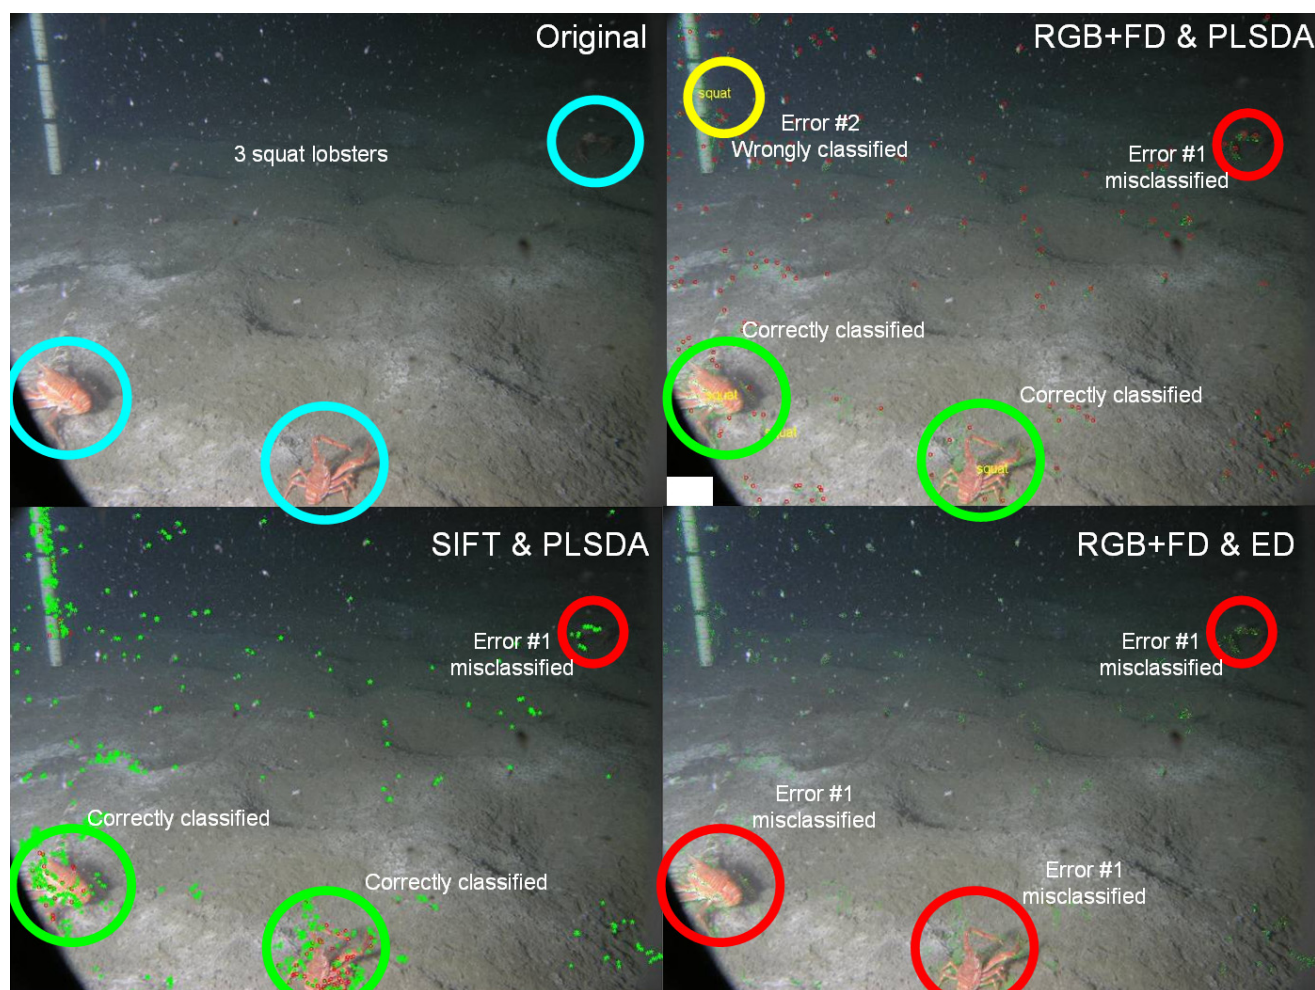 Original
3 squat lobsters
RGB+FD & PLSDA
squat
Error #2
Wrongly classified
Error #1
misclassified
Correctly classified
Correctly classified
squat
squat
squat
SIFT & PLSDA
Error #1
misclassified
Correctly classified
Correctly classified
RGB+FD & ED
Error #1
misclassified
Error #1
misclassified
Error #1
misclassified